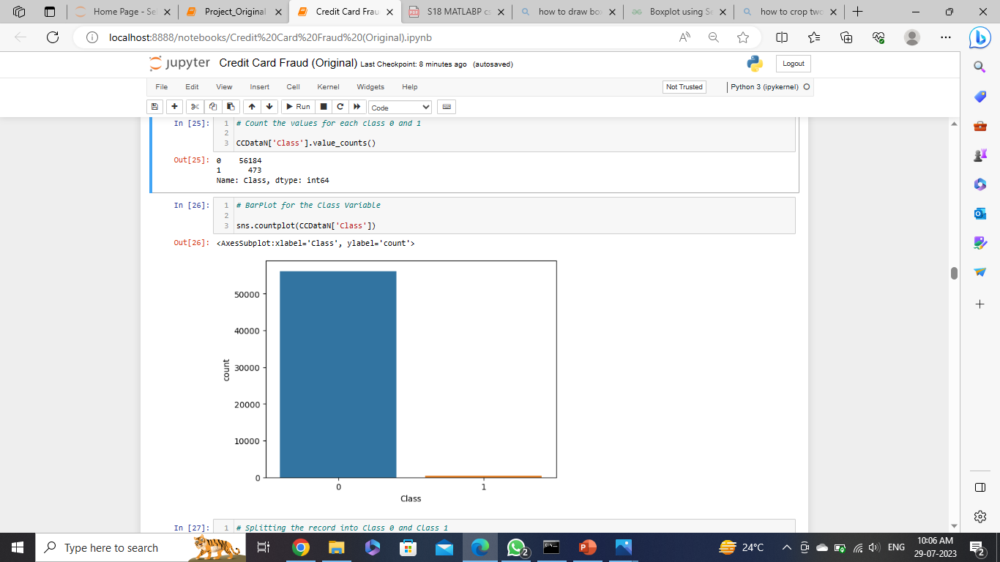 Home Page - Se
Project_Original
Credit Card Frau
S18 MATLABP cs
how to draw box
Boxplot using Se
how to crop two
localhost:8888/notebooks/Credit%20Card%20Fraud%20(Original).ipynb
jupyter Credit Card Fraud (Original) Last Checkpoint: 8 minutes ago (autosaved)
Logout
File Edit View Insert Cell Kernel Widgets Help
Not Trusted
Python 3 (ipykernel)
Run
Code
In [25]: 1 # Count the values for each class 0 and 1
2
3 CCDataN['Class'].value_counts()
Out[25]: 0 56184
1 473
Name: Class, dtype: int64
In [26]: 1 # BarPlot for the Class Variable
2
3 sns.countplot(CCDataN['Class'])
Out[26]: <AxesSubplot:xlabel='Class', ylabel='count'>
50000
40000
30000
20000
10000
0
count
0 1
Class
In [27]: 1 # Splitting the record into Class 0 and Class 1
Type here to search
2
24°C
ENG
10:06 AM
29-07-2023
2